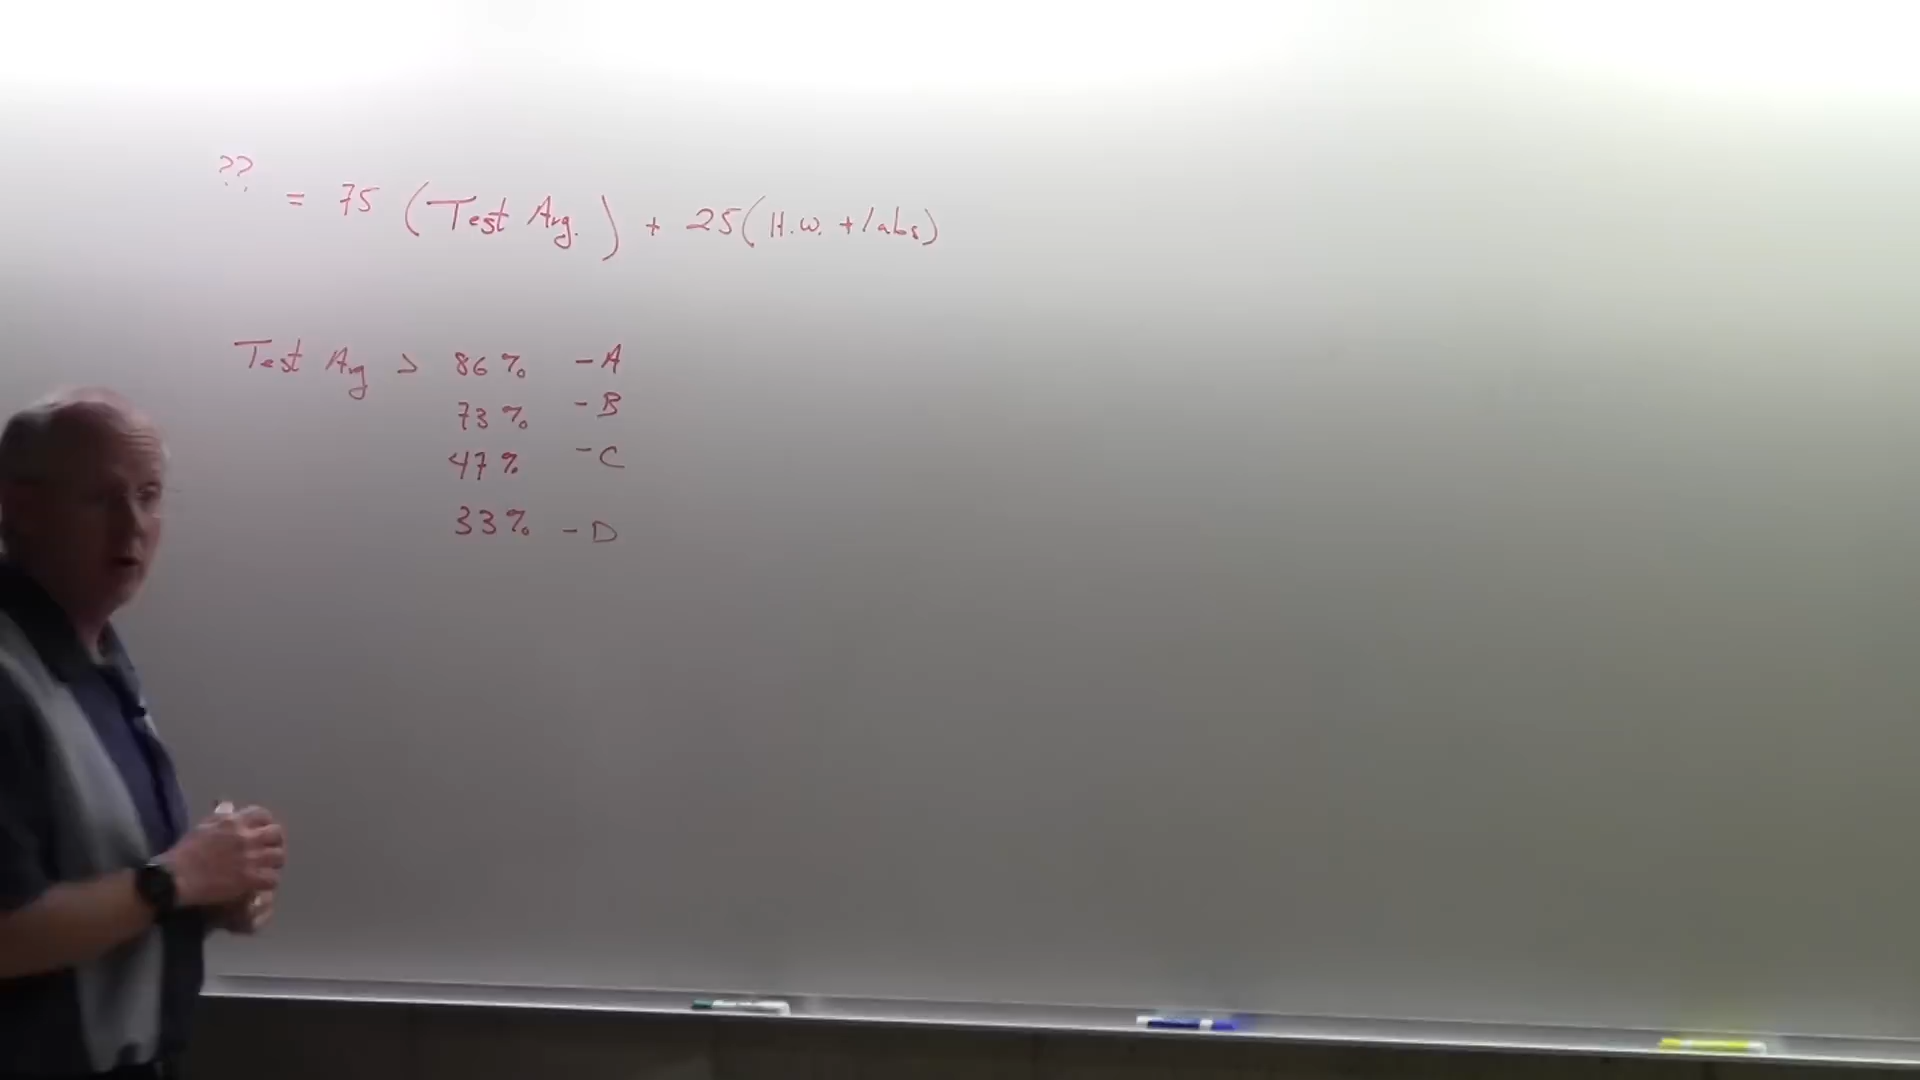 ??
= 75 (Test Avg.) + 25 (H.W. + labs)
Test Avg > 86% - A
73% - B
47% - C
33% - D